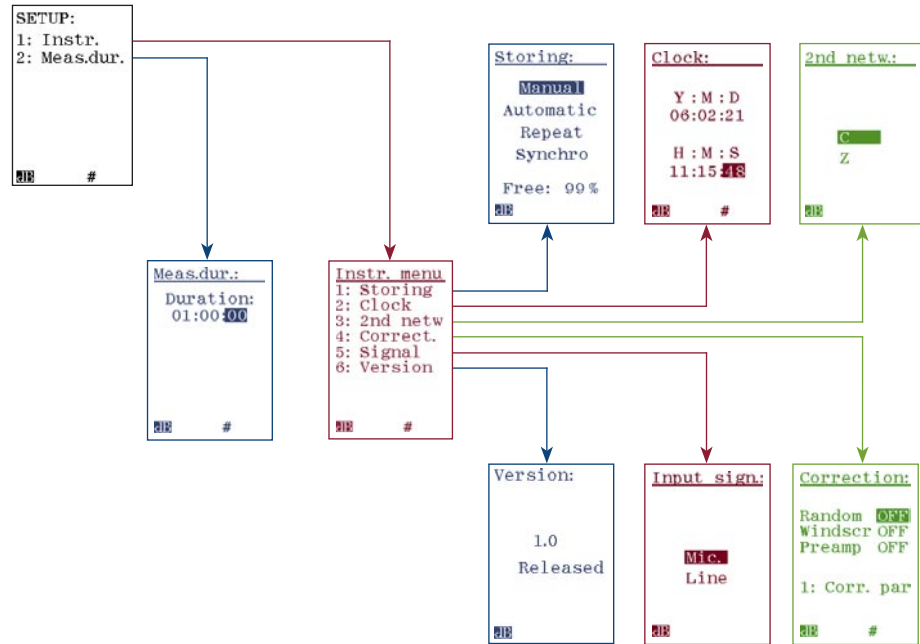 SETUP:
1: Instr.
2: Meas.dur.
dB #
Storing:
Manual
Automatic
Repeat
Synchro
Free: 99%
dB
Clock:
Y : M : D
06:02:21
H : M : S
11:15:48
dB #
2nd netw.:
C
Z
dB
Meas.dur.:
Duration:
01:00:00
dB #
Instr. menu
1: Storing
2: Clock
3: 2nd netw
4: Correct.
5: Signal
6: Version
dB #
Version:
1.0
Released
dB
Input sign.:
Mic.
Line
dB
Correction:
Random OFF
Windscr OFF
Preamp OFF
1: Corr. par
dB #